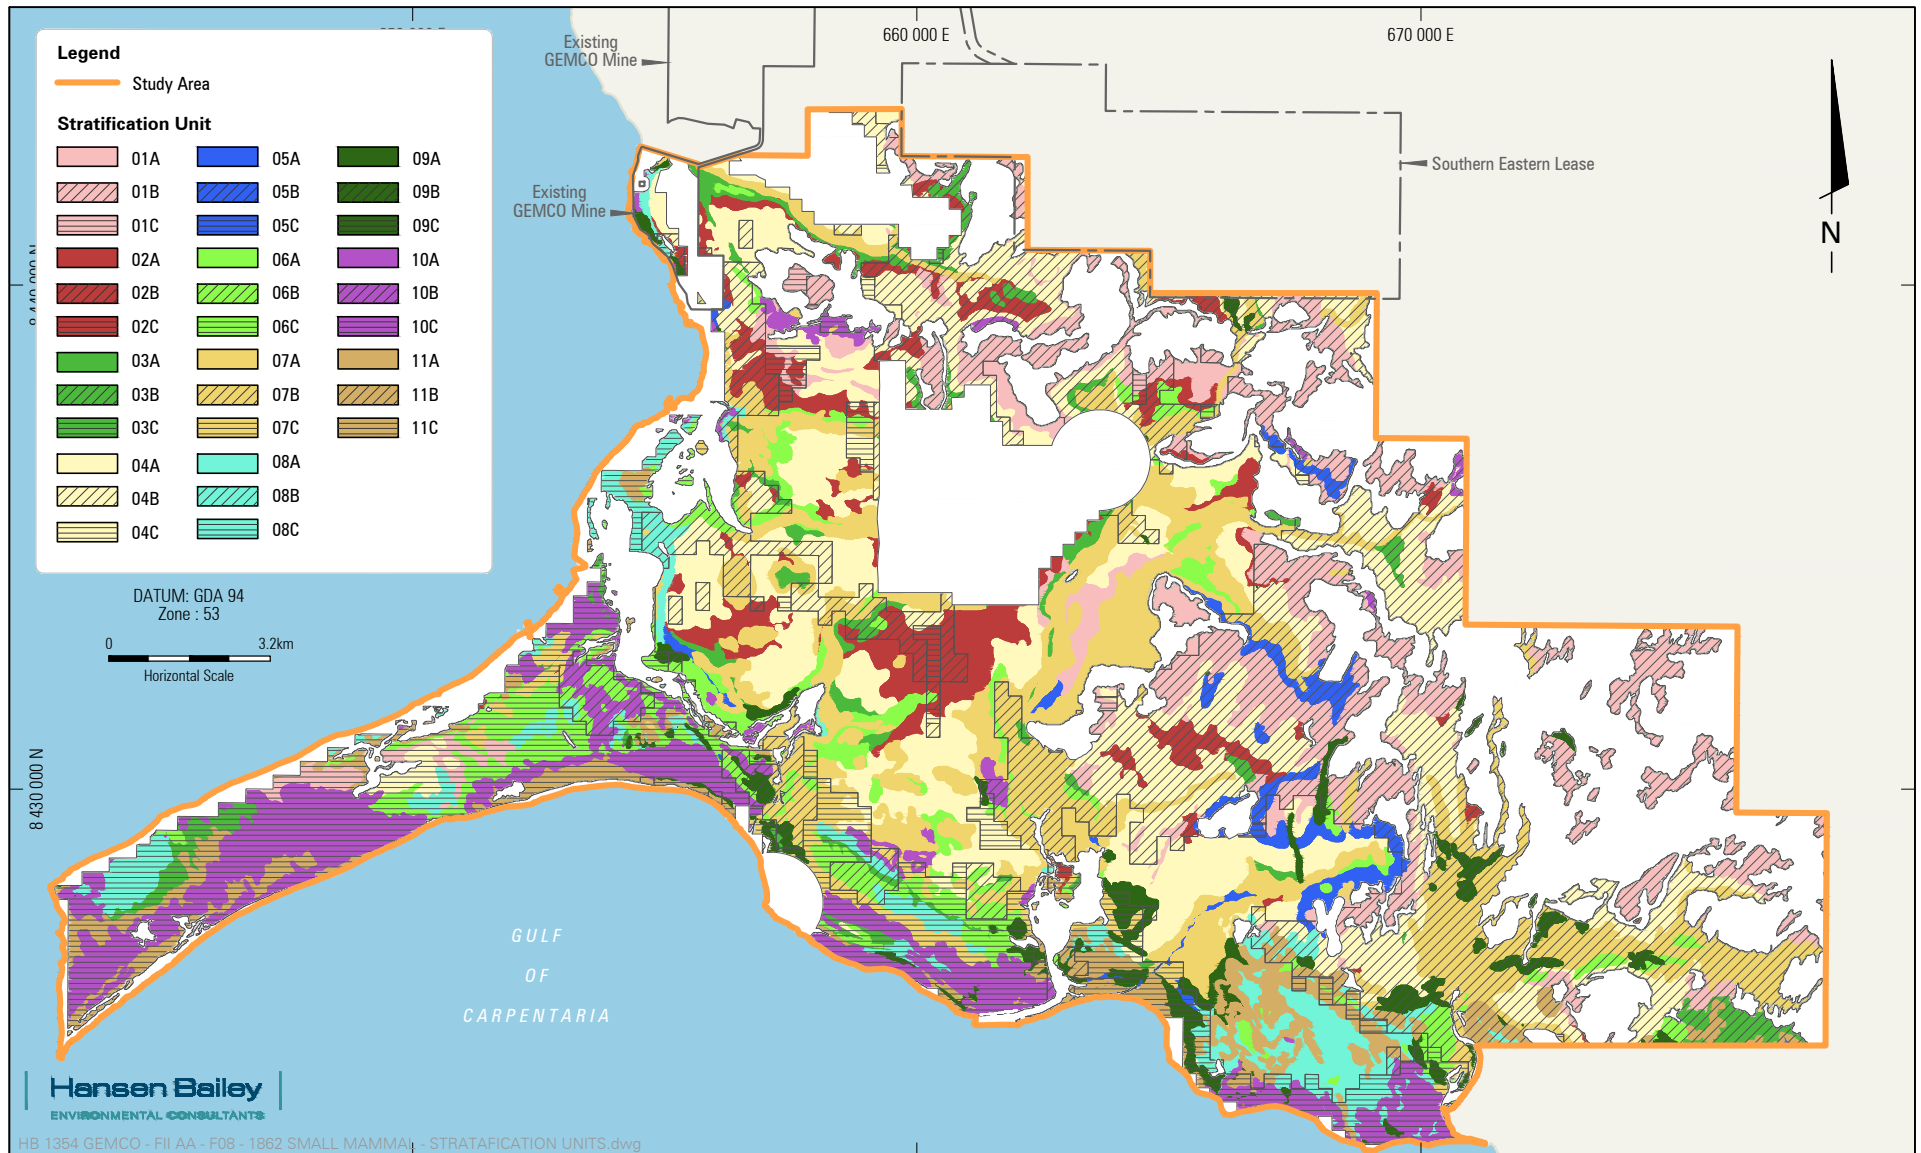 660 000 E
670 000 E
Existing
GEMCO Mine
Legend
Study Area
Stratification Unit
01A
05A
09A
01B
05B
09B
01C
05C
09C
02A
06A
10A
02B
06B
10B
02C
06C
10C
03A
07A
11A
03B
07B
11B
03C
07C
11C
04A
08A
04B
08B
04C
08C
Existing
GEMCO Mine
Southern Eastern Lease
N
DATUM: GDA 94
Zone : 53
0
3.2km
Horizontal Scale
8 430 000 N
GULF
OF
CARPENTARIA
Hansen Bailey
ENVIRONMENTAL CONSULTANTS
HB 1354 GEMCO - FII AA - F08 - 1862 SMALL MAMMAL - STRATAFICATION UNITS.dwg